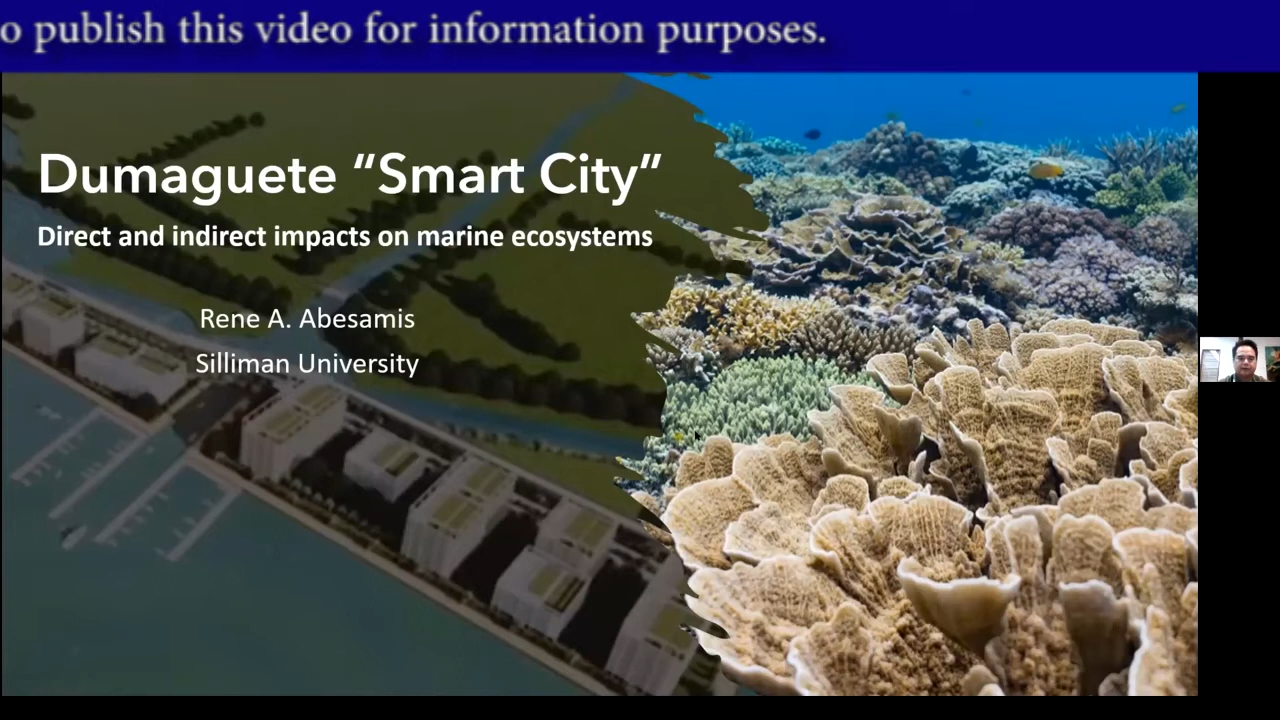 o publish this video for information purposes.
Dumaguete “Smart City”
Direct and indirect impacts on marine ecosystems
Rene A. Abesamis
Silliman University